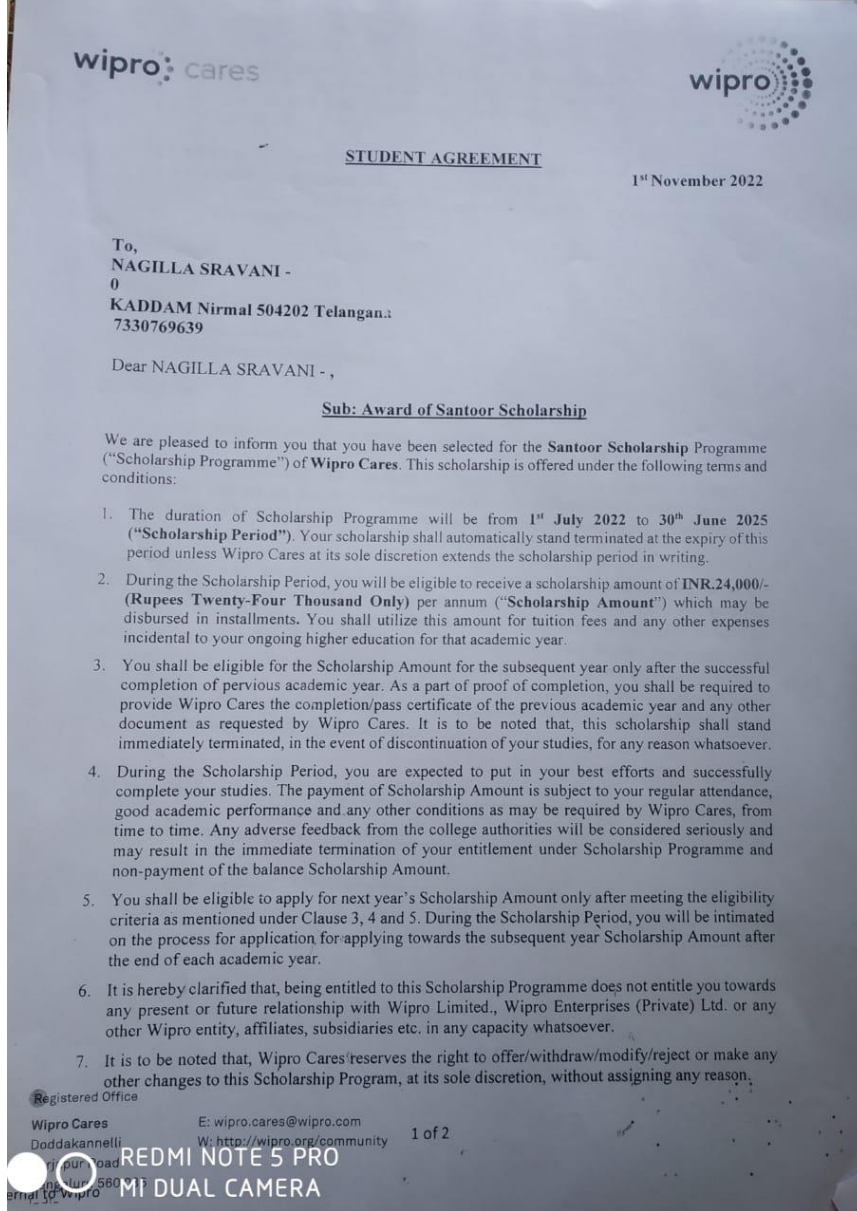 wipro: cares
wipro
STUDENT AGREEMENT
1st November 2022
To,
NAGILLA SRAVANI -
0
KADDAM Nirmal 504202 Telangana
7330769639
Dear NAGILLA SRAVANI - ,
Sub: Award of Santoor Scholarship
We are pleased to inform you that you have been selected for the Santoor Scholarship Programme
(“Scholarship Programme”) of Wipro Cares. This scholarship is offered under the following terms and
conditions:
1. The duration of Scholarship Programme will be from 1st July 2022 to 30th June 2025
(“Scholarship Period”). Your scholarship shall automatically stand terminated at the expiry of this
period unless Wipro Cares at its sole discretion extends the scholarship period in writing.
2. During the Scholarship Period, you will be eligible to receive a scholarship amount of INR.24,000/-
(Rupees Twenty-Four Thousand Only) per annum (“Scholarship Amount”) which may be
disbursed in installments. You shall utilize this amount for tuition fees and any other expenses
incidental to your ongoing higher education for that academic year.
3. You shall be eligible for the Scholarship Amount for the subsequent year only after the successful
completion of pervious academic year. As a part of proof of completion, you shall be required to
provide Wipro Cares the completion/pass certificate of the previous academic year and any other
document as requested by Wipro Cares. It is to be noted that, this scholarship shall stand
immediately terminated, in the event of discontinuation of your studies, for any reason whatsoever.
4. During the Scholarship Period, you are expected to put in your best efforts and successfully
complete your studies. The payment of Scholarship Amount is subject to your regular attendance,
good academic performance and any other conditions as may be required by Wipro Cares, from
time to time. Any adverse feedback from the college authorities will be considered seriously and
may result in the immediate termination of your entitlement under Scholarship Programme and
non-payment of the balance Scholarship Amount.
5. You shall be eligible to apply for next year’s Scholarship Amount only after meeting the eligibility
criteria as mentioned under Clause 3, 4 and 5. During the Scholarship Period, you will be intimated
on the process for application for applying towards the subsequent year Scholarship Amount after
the end of each academic year.
6. It is hereby clarified that, being entitled to this Scholarship Programme does not entitle you towards
any present or future relationship with Wipro Limited., Wipro Enterprises (Private) Ltd. or any
other Wipro entity, affiliates, subsidiaries etc. in any capacity whatsoever.
7. It is to be noted that, Wipro Cares reserves the right to offer/withdraw/modify/reject or make any
other changes to this Scholarship Program, at its sole discretion, without assigning any reason.
Registered Office
Wipro Cares E: wipro.cares@wipro.com
Doddakannelli W: http://wipro.org/community
1 of 2
Road
to Wipro
REDMI NOTE 5 PRO
MI DUAL CAMERA